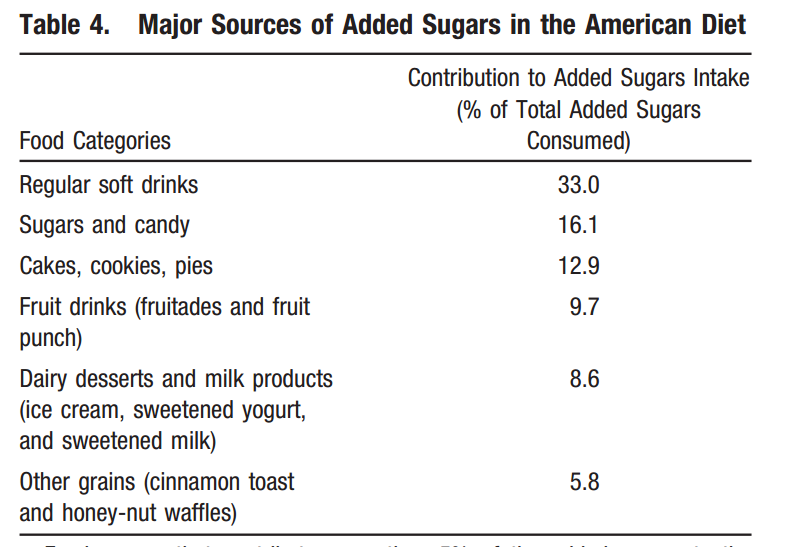 Table 4. Major Sources of Added Sugars in the American Diet
Contribution to Added Sugars Intake
(% of Total Added Sugars
Food Categories Consumed)
Regular soft drinks 33.0
Sugars and candy 16.1
Cakes, cookies, pies 12.9
Fruit drinks (fruitades and fruit 9.7
punch)
Dairy desserts and milk products 8.6
(ice cream, sweetened yogurt,
and sweetened milk)
Other grains (cinnamon toast 5.8
and honey-nut waffles)